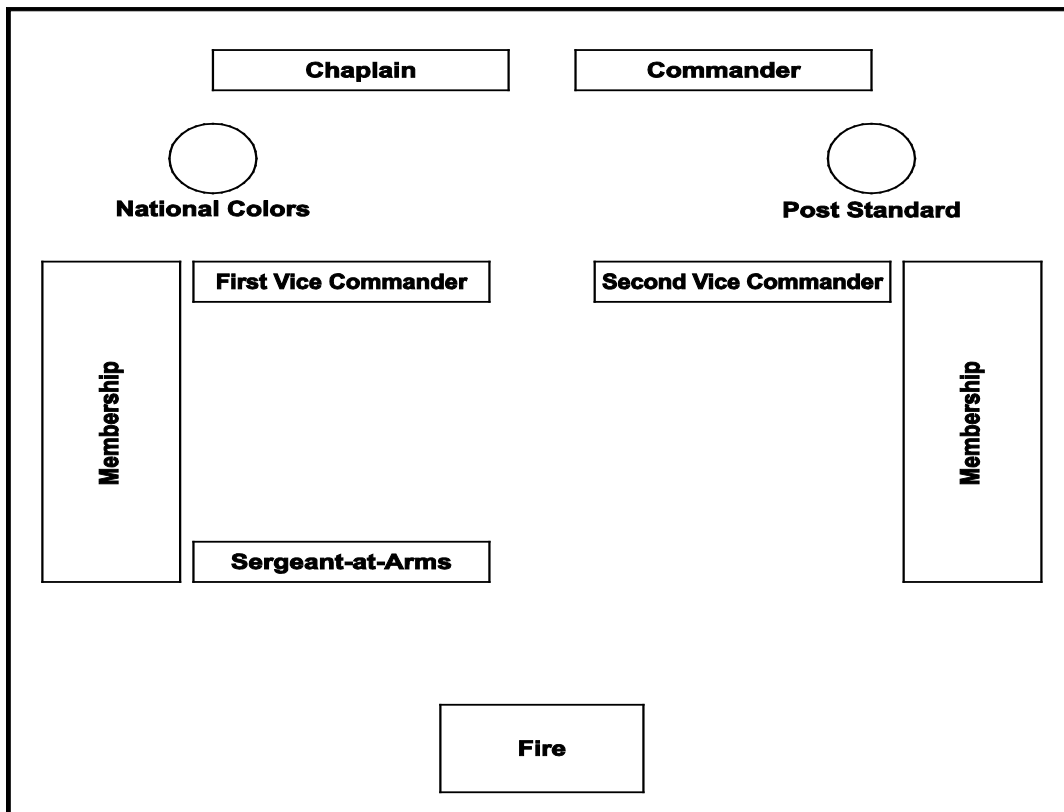 Chaplain
Commander
National Colors
Post Standard
First Vice Commander
Second Vice Commander
Membership
Membership
Sergeant-at-Arms
Fire